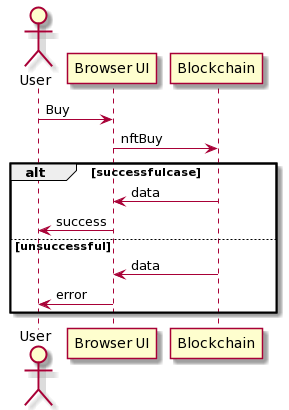 User
Browser UI
Blockchain
Buy
nftBuy
alt
[successfulcase]
data
success
[unsuccessful]
data
error
User
Browser UI
Blockchain